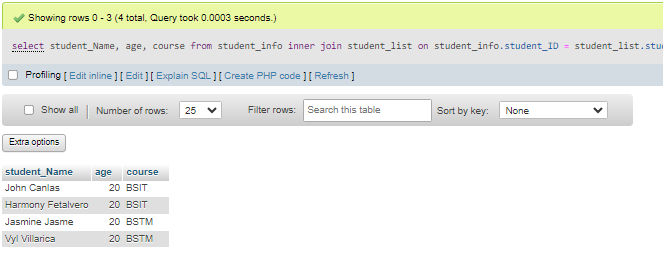 Showing rows 0 - 3 (4 total, Query took 0.0003 seconds.)
select student_Name, age, course from student_info inner join student_list on student_info.student_ID = student_list.stu
Profiling [ Edit inline ] [ Edit ] [ Explain SQL ] [ Create PHP code ] [ Refresh ]
Show all Number of rows: 25 Filter rows: Search this table Sort by key: None
Extra options
student_Name age course
John Canlas 20 BSIT
Harmony Fetalvero 20 BSIT
Jasmine Jasme 20 BSTM
Vyl Villarica 20 BSTM